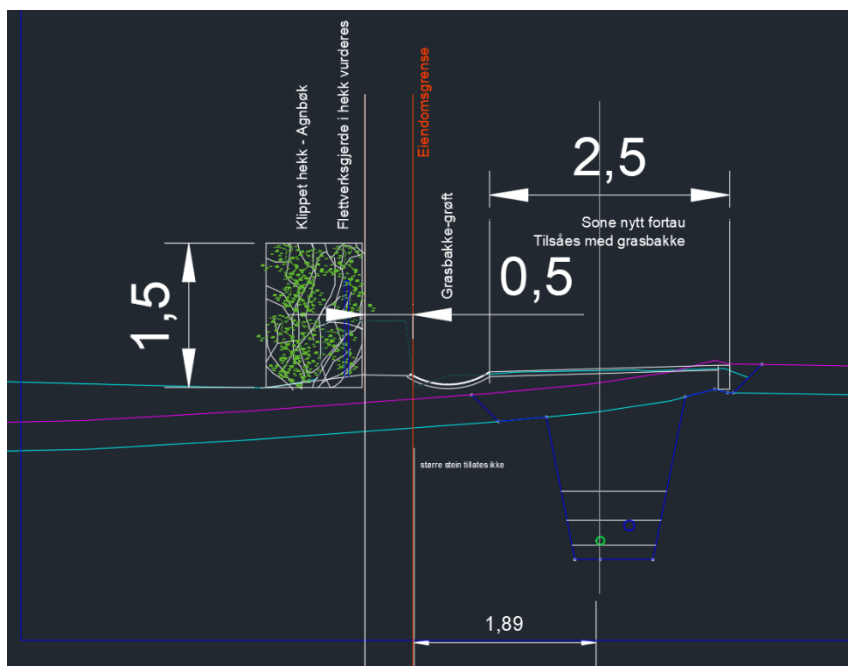 Klippet hekk - Agnbøk
Flettverksgjerde i hekk vurderes
Eiendomsgrense
Grasbakke-grøft
2,5
Sone nytt fortau
Tilsåes med grasbakke
0,5
1,5
større stein tillates ikke
1,89